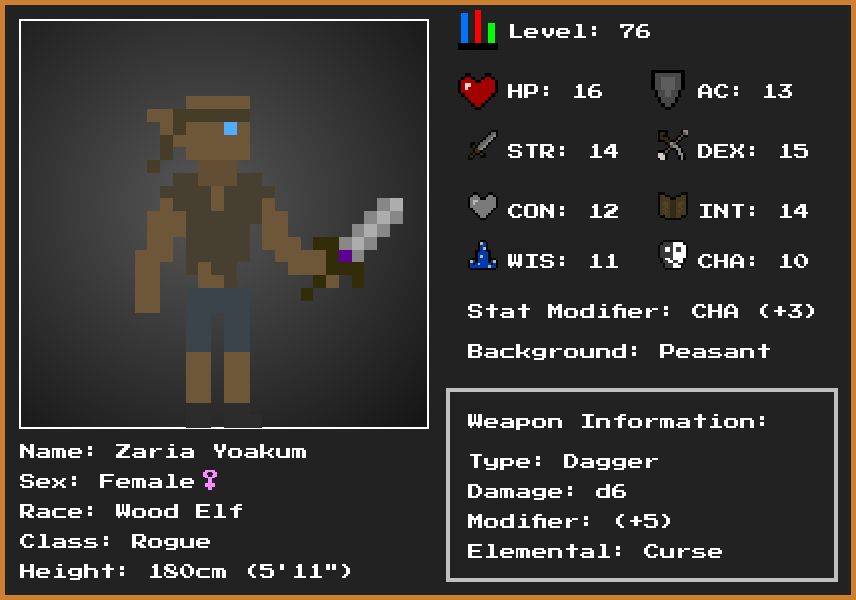 Level: 76
HP: 16 AC: 13
STR: 14 DEX: 15
CON: 12 INT: 14
WIS: 11 CHA: 10
Stat Modifier: CHA (+3)
Background: Peasant
Weapon Information:
Type: Dagger
Damage: d6
Modifier: (+5)
Elemental: Curse
Name: Zaria Yoakum
Sex: Female♀
Race: Wood Elf
Class: Rogue
Height: 180cm (5'11")